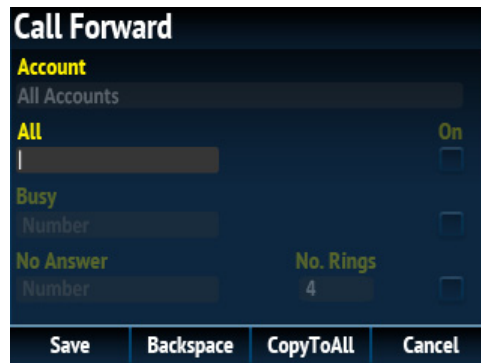 Call Forward
Account
All Accounts
All On
Busy
Number
No Answer No. Rings
Number 4
Save Backspace CopyToAll Cancel